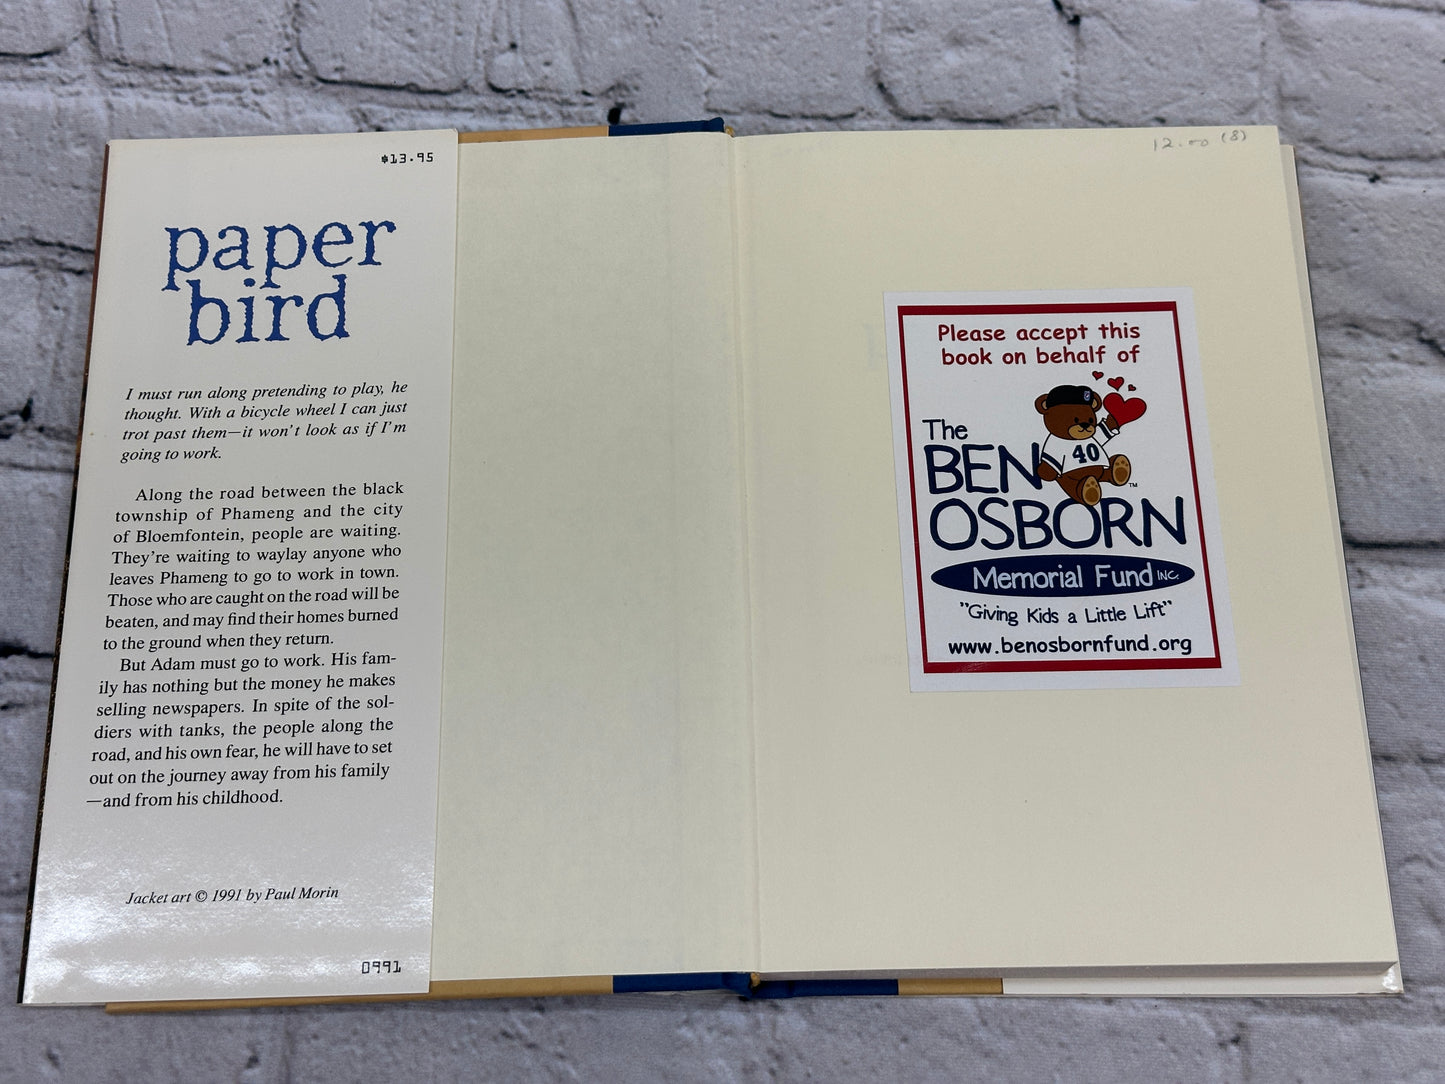 $13.95
paper
bird
I must run along pretending to play, he
thought. With a bicycle wheel I can just
trot past them—it won't look as if I'm
going to work.
Along the road between the black
township of Phameng and the city
of Bloemfontein, people are waiting.
They're waiting to waylay anyone who
leaves Phameng to go to work in town.
Those who are caught on the road will be
beaten, and may find their homes burned
to the ground when they return.
But Adam must go to work. His fam-
ily has nothing but the money he makes
selling newspapers. In spite of the sol-
diers with tanks, the people along the
road, and his own fear, he will have to set
out on the journey away from his family
—and from his childhood.
Jacket art © 1991 by Paul Morin
0991
12.00 (8)
Please accept this
book on behalf of
The
BEN
40
™
OSBORN
Memorial Fund INC.
"Giving Kids a Little Lift"
www.benosbornfund.org